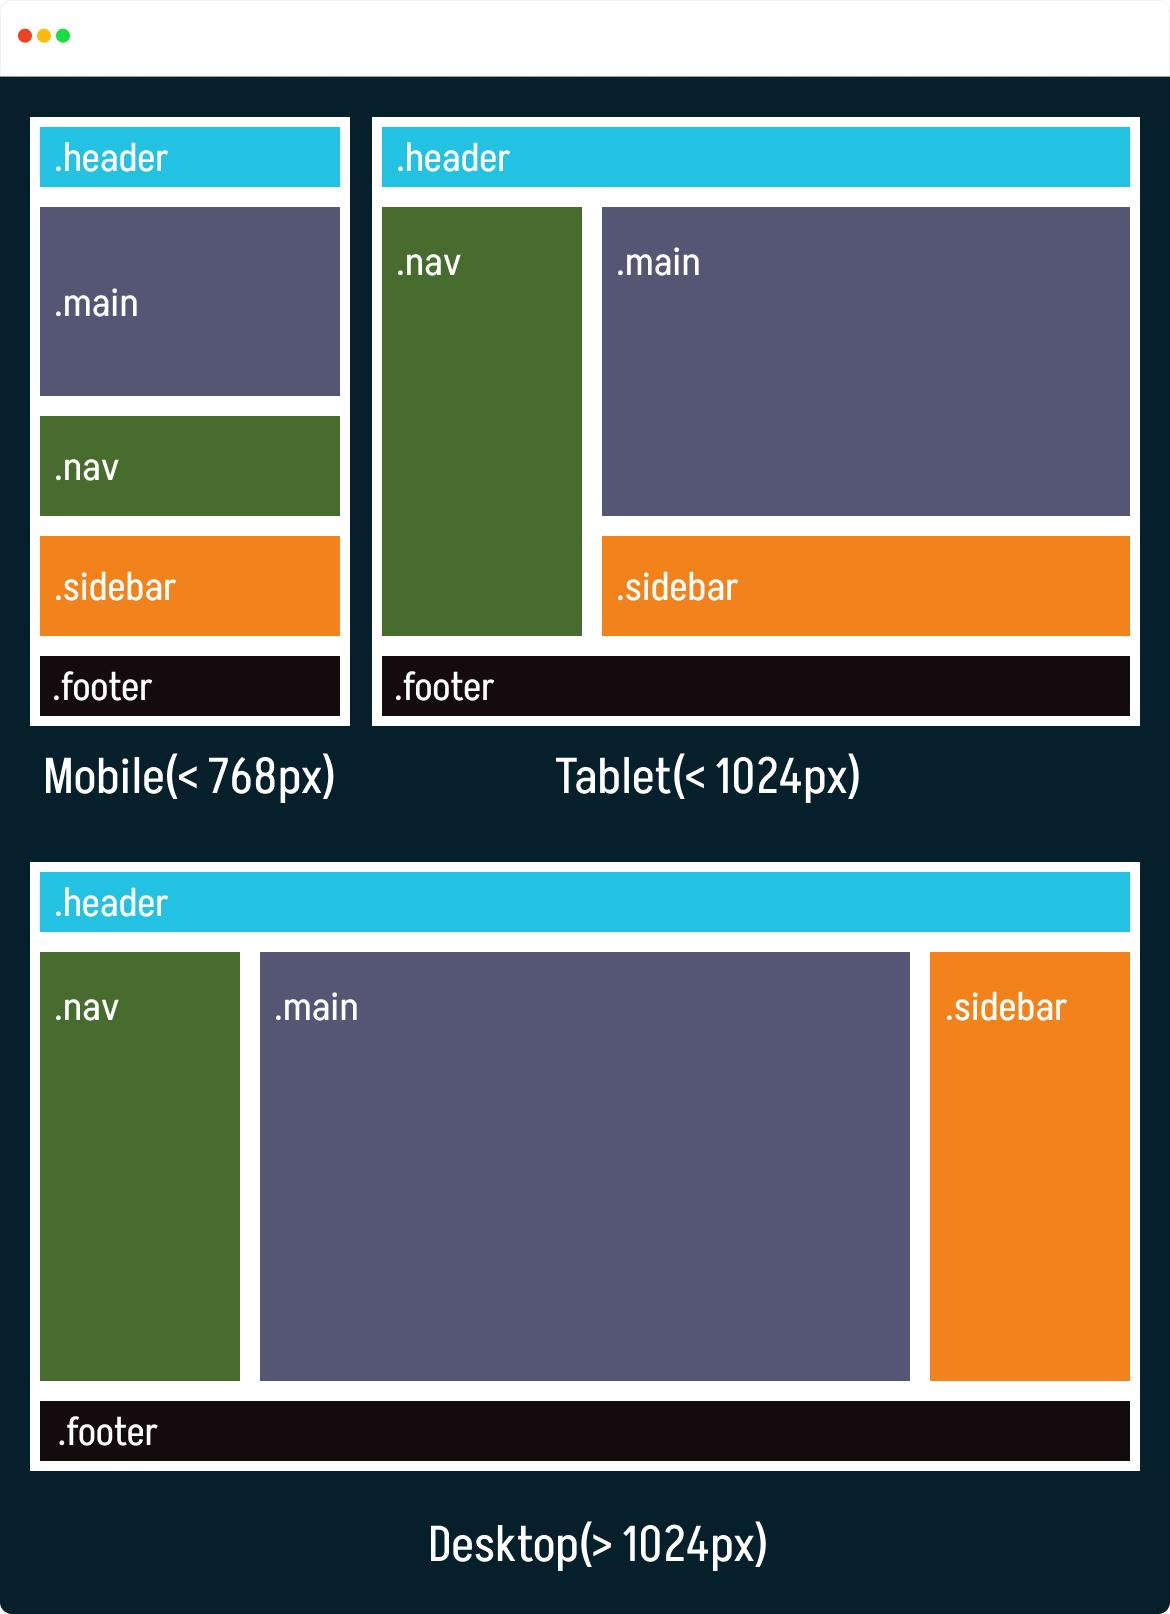 .header
.main
.nav
.sidebar
.footer
Mobile(< 768px)
.header
.nav
.main
.sidebar
.footer
Tablet(< 1024px)
.header
.nav
.main
.sidebar
.footer
Desktop(> 1024px)